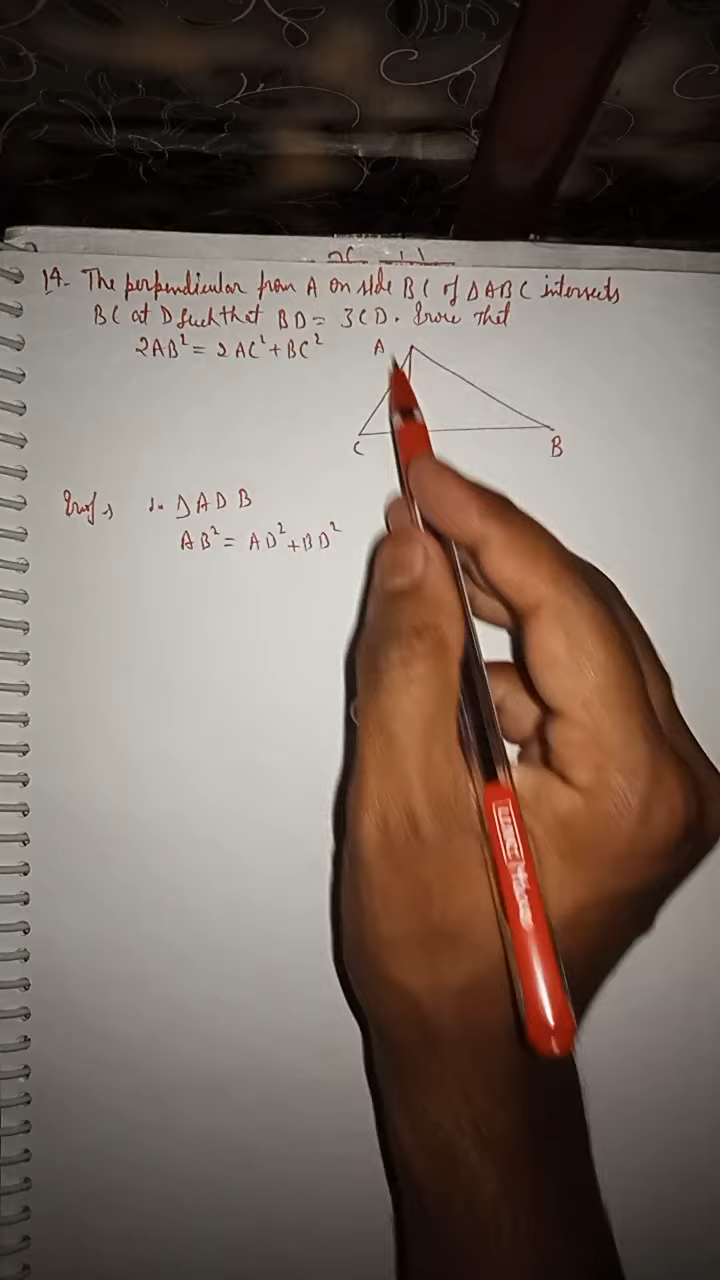 14. The perpendicular from A on side BC of ΔABC intersects
BC at D such that BD = 3CD. Prove that
2AB² = 2AC² + BC²
A
C
B
Proof In ΔADB
AB² = AD² + BD²